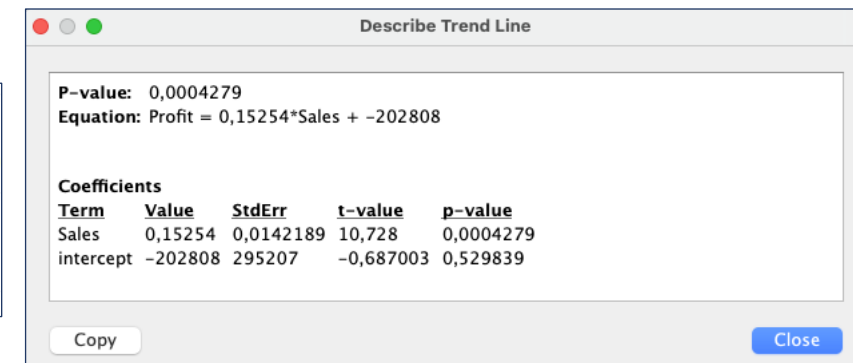 Describe Trend Line
P-value: 0,0004279
Equation: Profit = 0,15254*Sales + -202808
Coefficients
Term Value StdErr t-value p-value
Sales 0,15254 0,0142189 10,728 0,0004279
intercept -202808 295207 -0,687003 0,529839
Copy Close